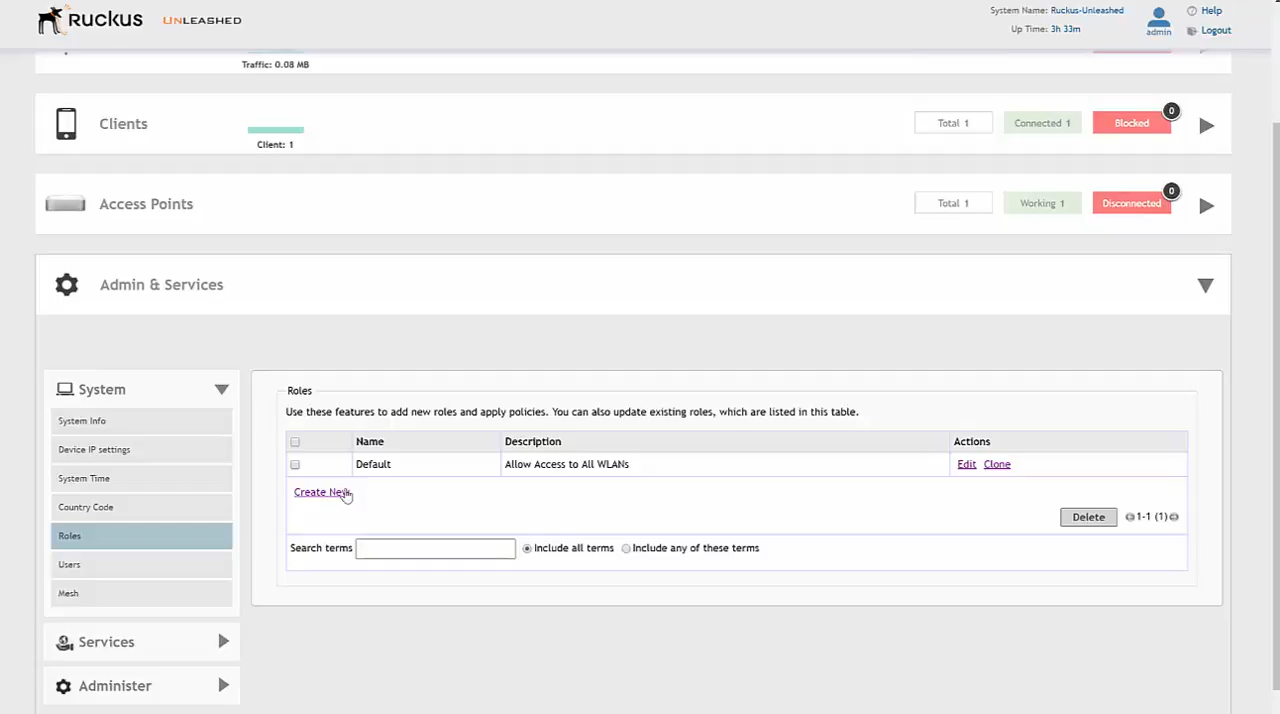 Ruckus UNLEASHED
System Name: Ruckus-Unleashed
Up Time: 3h 33m
admin
Help
Logout
Traffic: 0.08 MB
Clients
Client: 1
Total 1
Connected 1
Blocked
0
Access Points
Total 1
Working 1
Disconnected
0
Admin & Services
System
System Info
Device IP settings
System Time
Country Code
Roles
Users
Mesh
Services
Administer
Roles
Use these features to add new roles and apply policies. You can also update existing roles, which are listed in this table.
Name Description Actions
Default Allow Access to All WLANs Edit Clone
Create New
Delete 1-1 (1)
Search terms Include all terms Include any of these terms